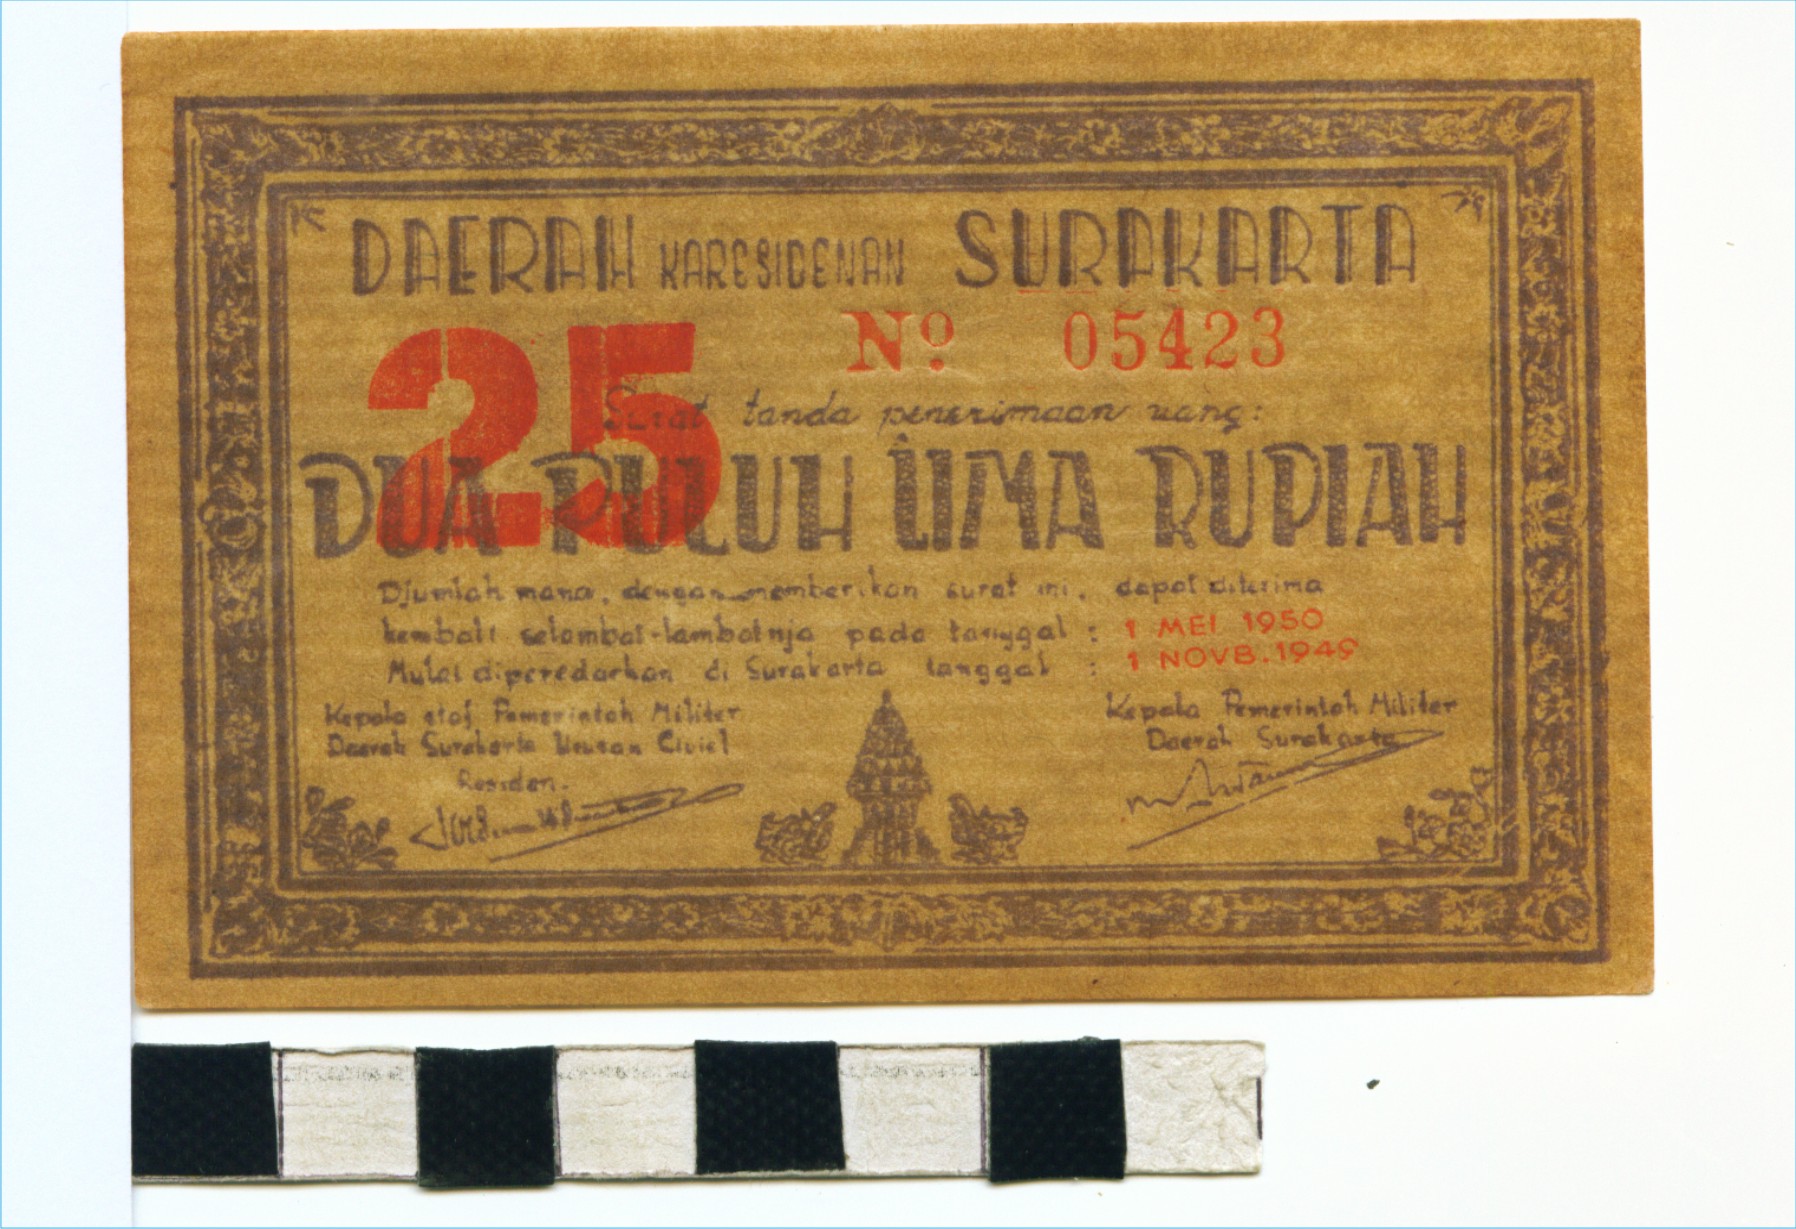 DAERAH KARESIDENAN SURAKARTA
25
No 05423
Surat tanda penerimaan uang:
DUA PULUH LIMA RUPIAH
Djumlah mana, dengan memberikan surat ini, dapat diterima
kembali selambat-lambatnja pada tanggal : 1 MEI 1950
Mulai diperedarkan di Surakarta tanggal : 1 NOVB. 1949
Kepala staf Pemerintah Militer
Daerah Surakarta Urusan Civiel
Residen.
Kepala Pemerintah Militer
Daerah Surakarta